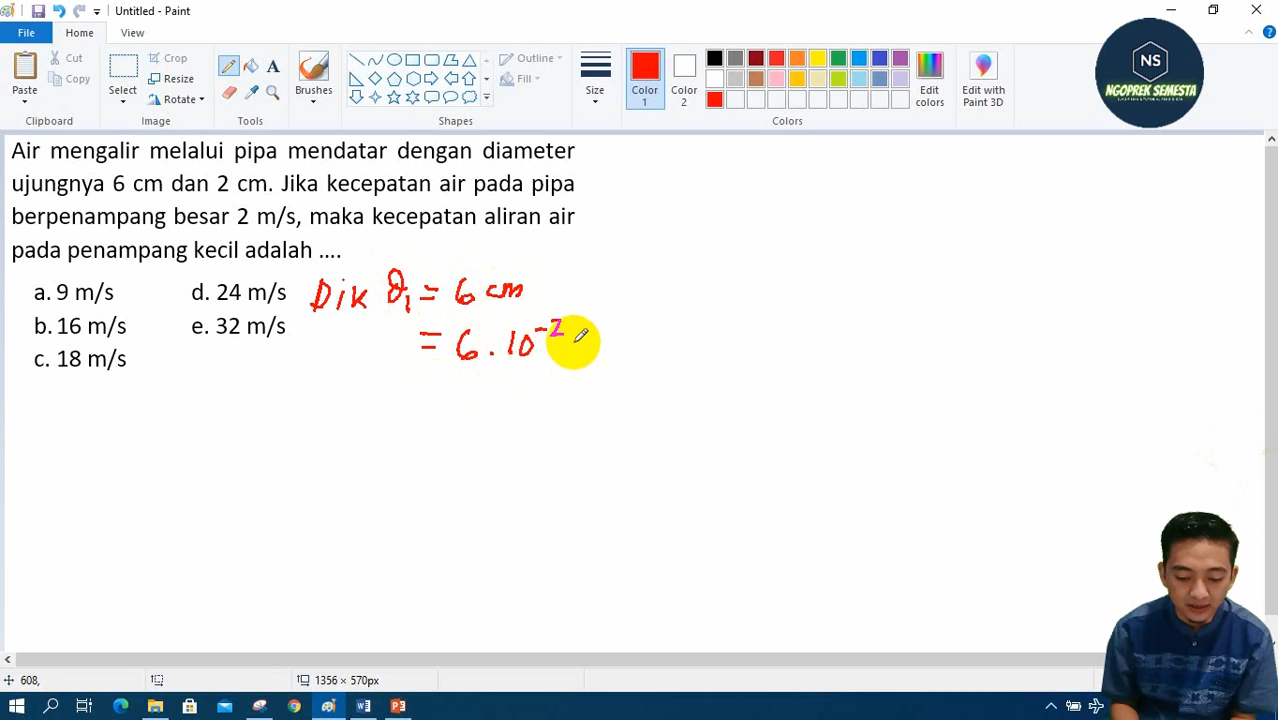 Untitled - Paint
File
Home
View
Paste
Cut
Copy
Clipboard
Select
Crop
Resize
Rotate
Image
A
Tools
Brushes
Outline
Fill
Shapes
Size
Color
1
Color
2
Edit
colors
Edit with
Paint 3D
Colors
NS
NGOPREK SEMESTA
Air mengalir melalui pipa mendatar dengan diameter
ujungnya 6 cm dan 2 cm. Jika kecepatan air pada pipa
berpenampang besar 2 m/s, maka kecepatan aliran air
pada penampang kecil adalah ....
a. 9 m/s
d. 24 m/s
b. 16 m/s
e. 32 m/s
c. 18 m/s
Dik ∂₁ = 6 cm
= 6 . 10⁻²
608,
1356 × 570px